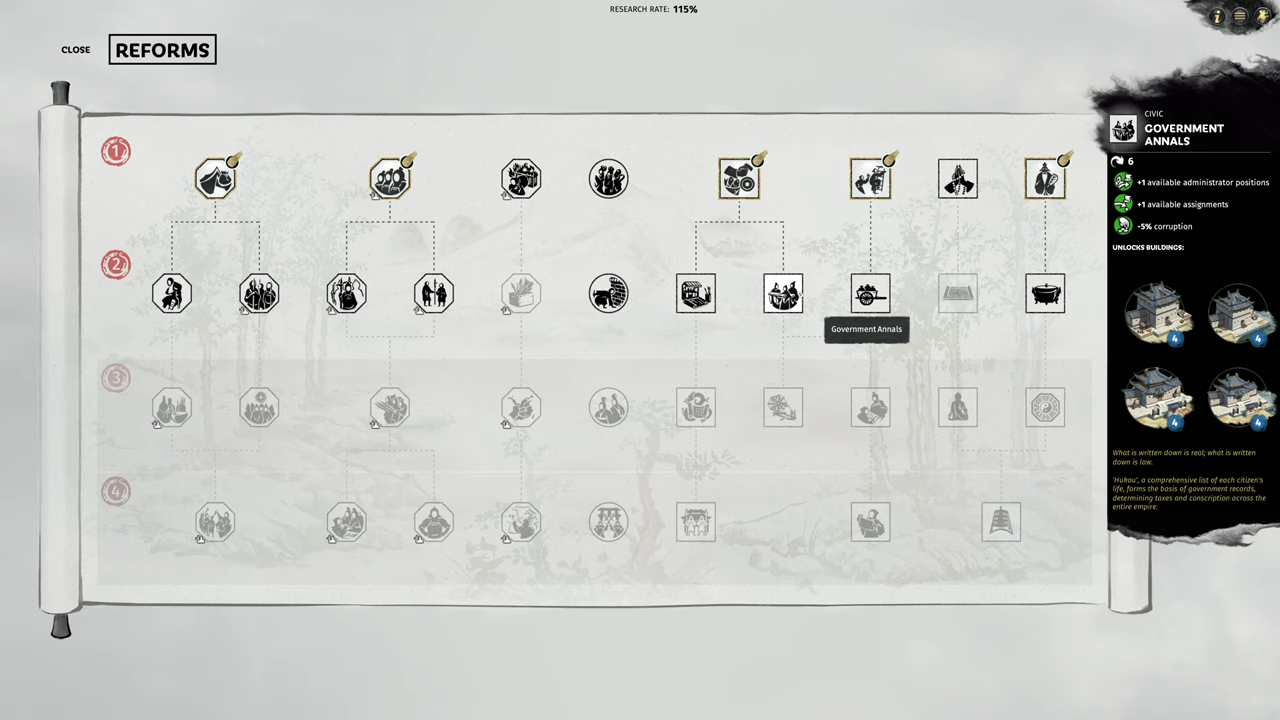 RESEARCH RATE: 115%
CLOSE
REFORMS
1
2
3
4
Government Annals
CIVIC
GOVERNMENT
ANNALS
6
+1 available administrator positions
+1 available assignments
-5% corruption
UNLOCKS BUILDINGS:
4
4
4
4
What is written down is real; what is written
down is law.
'Hukou', a comprehensive list of each citizen's
life, forms the basis of government records,
determining taxes and conscription across the
entire empire.